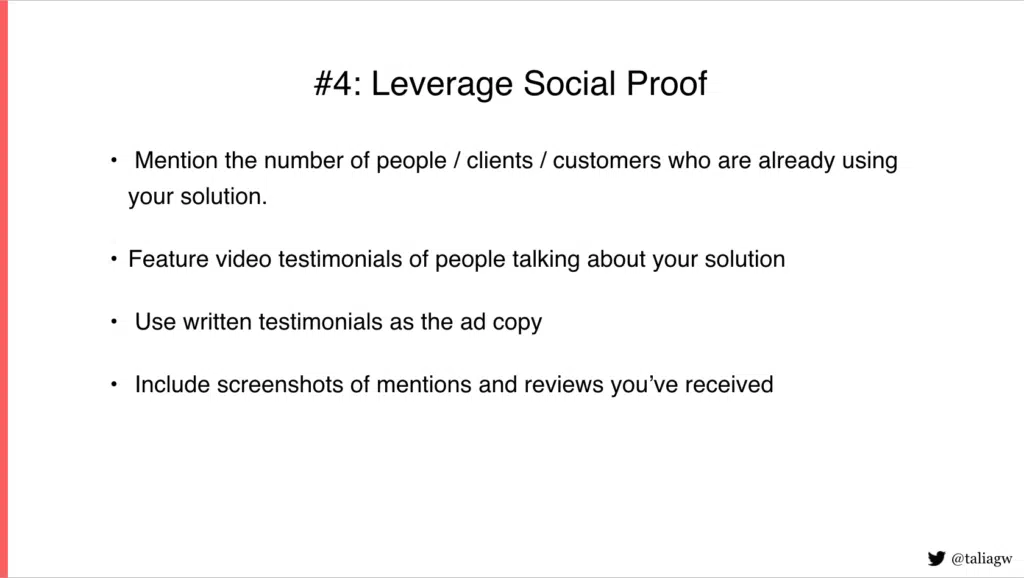 #4: Leverage Social Proof
• Mention the number of people / clients / customers who are already using
your solution.
• Feature video testimonials of people talking about your solution
• Use written testimonials as the ad copy
• Include screenshots of mentions and reviews you’ve received
@taliagw